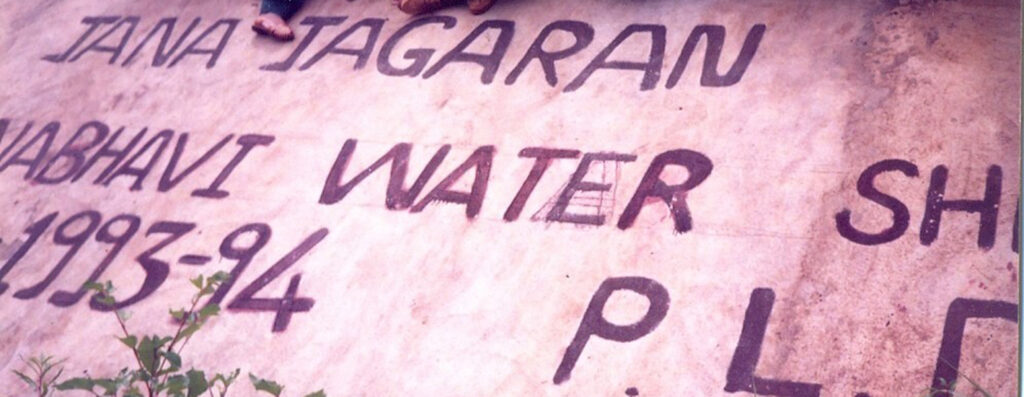 JANA JAGARAN
NABHAVI WATER SH
1993-94
P.L.